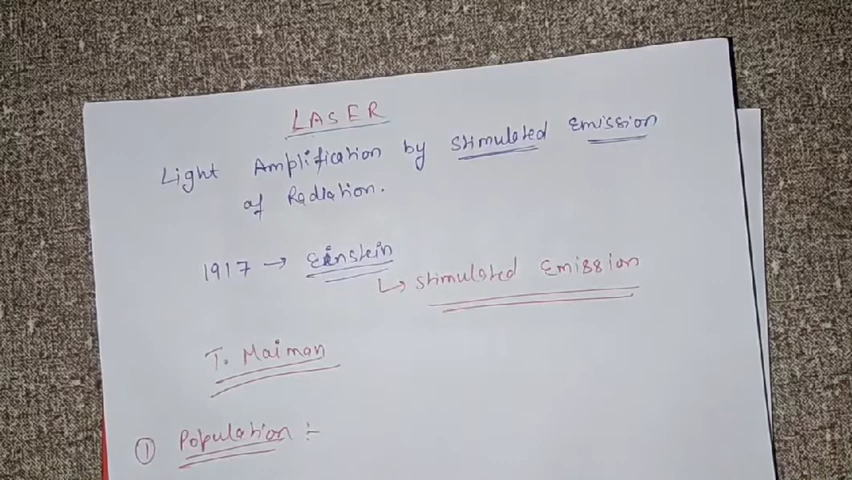 LASER
Light Amplification by Stimulated Emission
of Radiation.
1917 → Einstein
↳ Stimulated Emission
T. Maiman
① Population :-